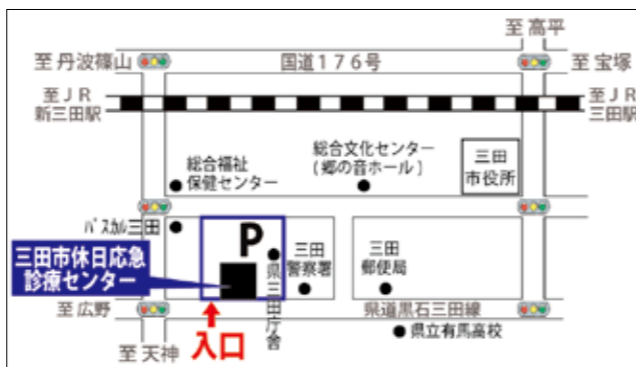 至 高平
至 丹波篠山
国道176号
至 宝塚
至JR
新三田駅
至JR
三田駅
総合福祉
保健センター
総合文化センター
(郷の音ホール)
三田
市役所
パスカル三田
P
三田市休日応急
診療センター
県三田庁舎
三田
警察署
三田
郵便局
至 広野
県道黒石三田線
入口
県立有馬高校
至 天神